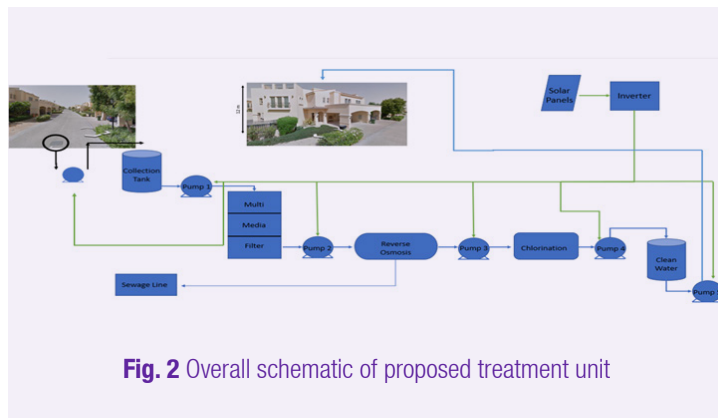 Solar
Panels
Inverter
Collection
Tank
Pump 1
Multi
Media
Filter
Pump 2
Reverse
Osmosis
Pump 3
Chlorination
Pump 4
Clean
Water
Pump
Sewage Line
Fig. 2 Overall schematic of proposed treatment unit